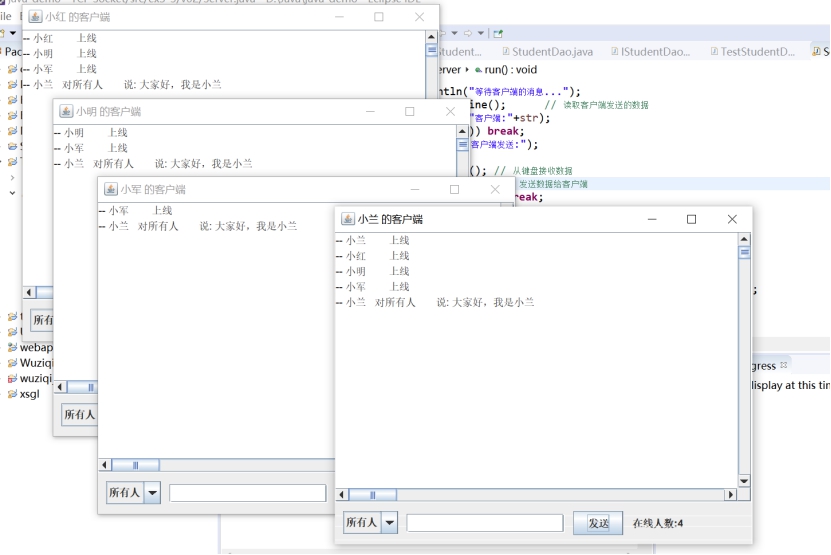 小红 的客户端
-- 小红 上线
-- 小明 上线
-- 小军 上线
-- 小兰 对所有人 说: 大家好，我是小兰
小明 的客户端
-- 小明 上线
-- 小军 上线
-- 小兰 对所有人 说: 大家好，我是小兰
所有人
小军 的客户端
-- 小军 上线
-- 小兰 对所有人 说: 大家好，我是小兰
所有人
小兰 的客户端
-- 小兰 上线
-- 小红 上线
-- 小明 上线
-- 小军 上线
-- 小兰 对所有人 说: 大家好，我是小兰
所有人
发送
在线人数:4
StudentDao.java
IStudentDao...
TestStudentD...
erver
run() : void
ntln("等待客户端的消息...");
ine(); // 读取客户端发送的数据
"客户端:"+str);
)) break;
客户端发送:");
(); // 从键盘接收数据
发送数据给客户端
reak;
gress
display at this tim
webap
Wuziqi
wuziqi
xsgl